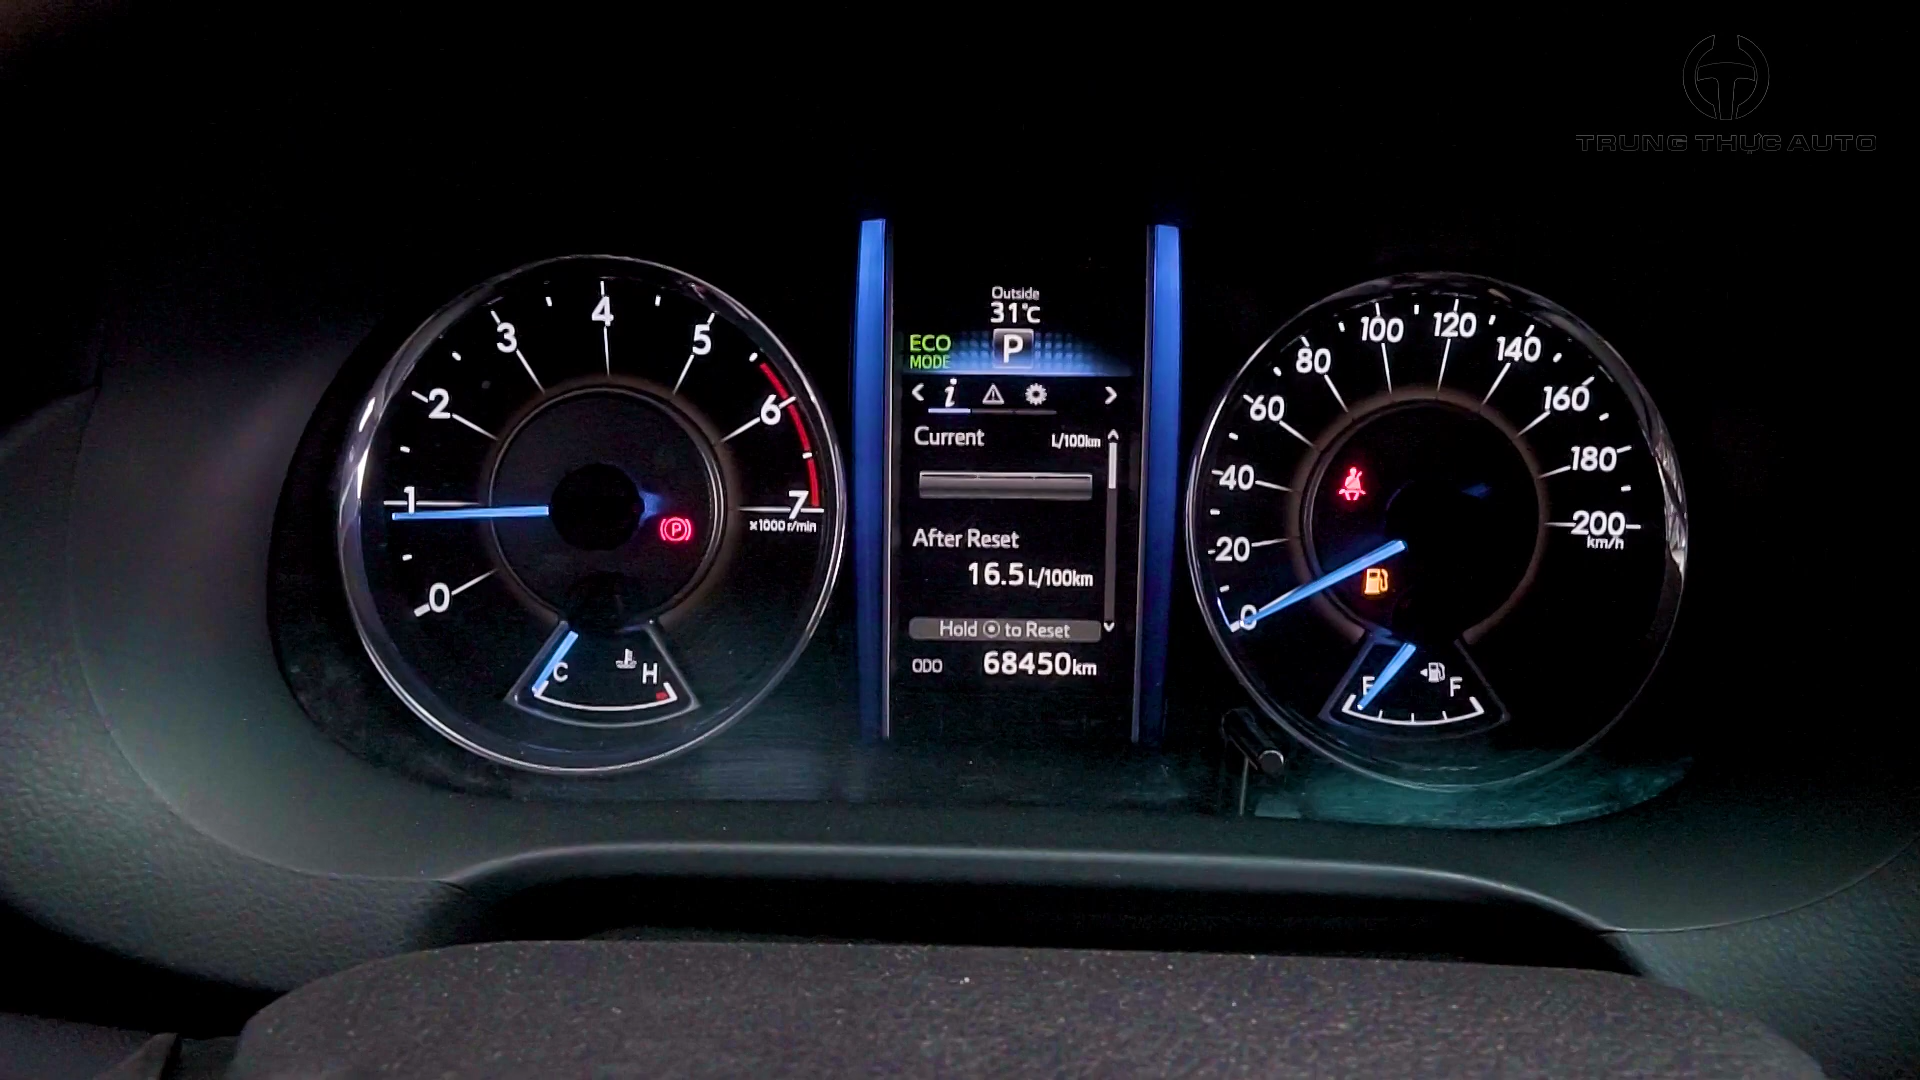 TRUNG THỰC AUTO
Outside
31°C
ECO
MODE
P
i
Current
L/100km
After Reset
16.5 L/100km
Hold to Reset
ODO
68450km
0
1
2
3
4
5
6
7
x1000 r/min
P
C
H
0
20
40
60
80
100
120
140
160
180
200
km/h
E
F